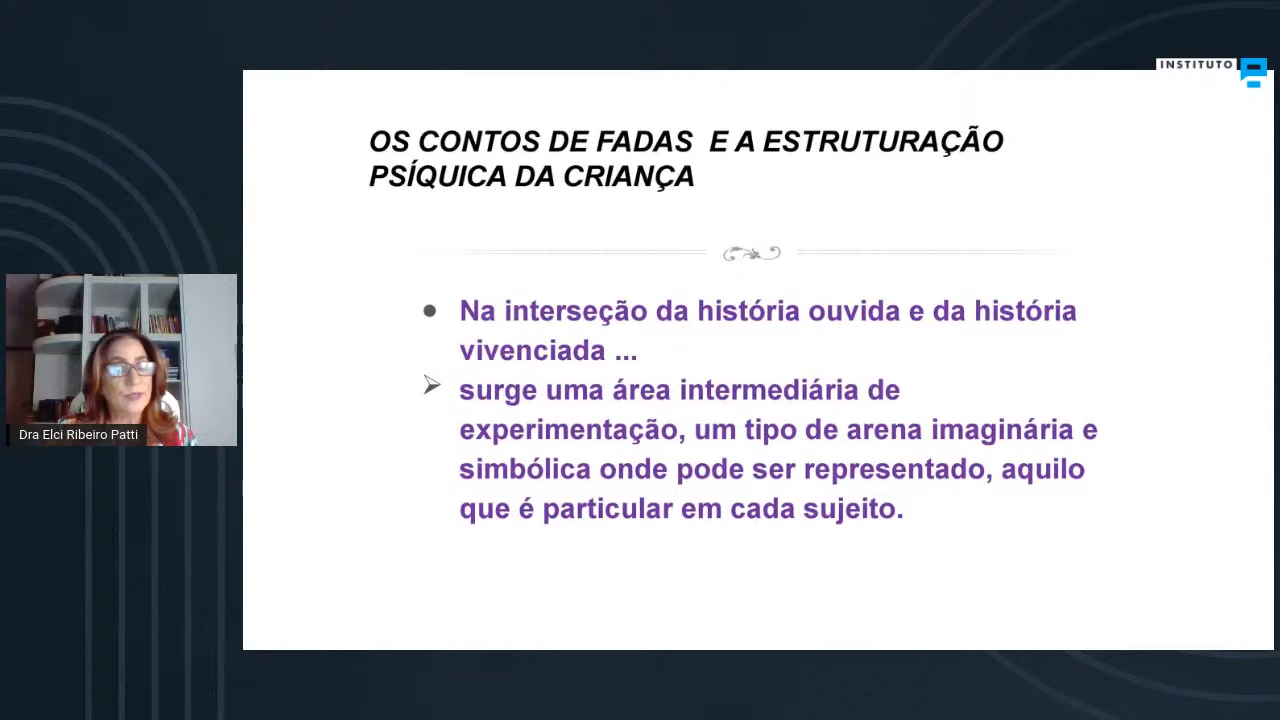 INSTITUTO
OS CONTOS DE FADAS E A ESTRUTURAÇÃO
PSÍQUICA DA CRIANÇA
Na interseção da história ouvida e da história
vivenciada ...
surge uma área intermediária de
experimentação, um tipo de arena imaginária e
simbólica onde pode ser representado, aquilo
que é particular em cada sujeito.
Dra Elci Ribeiro Patti